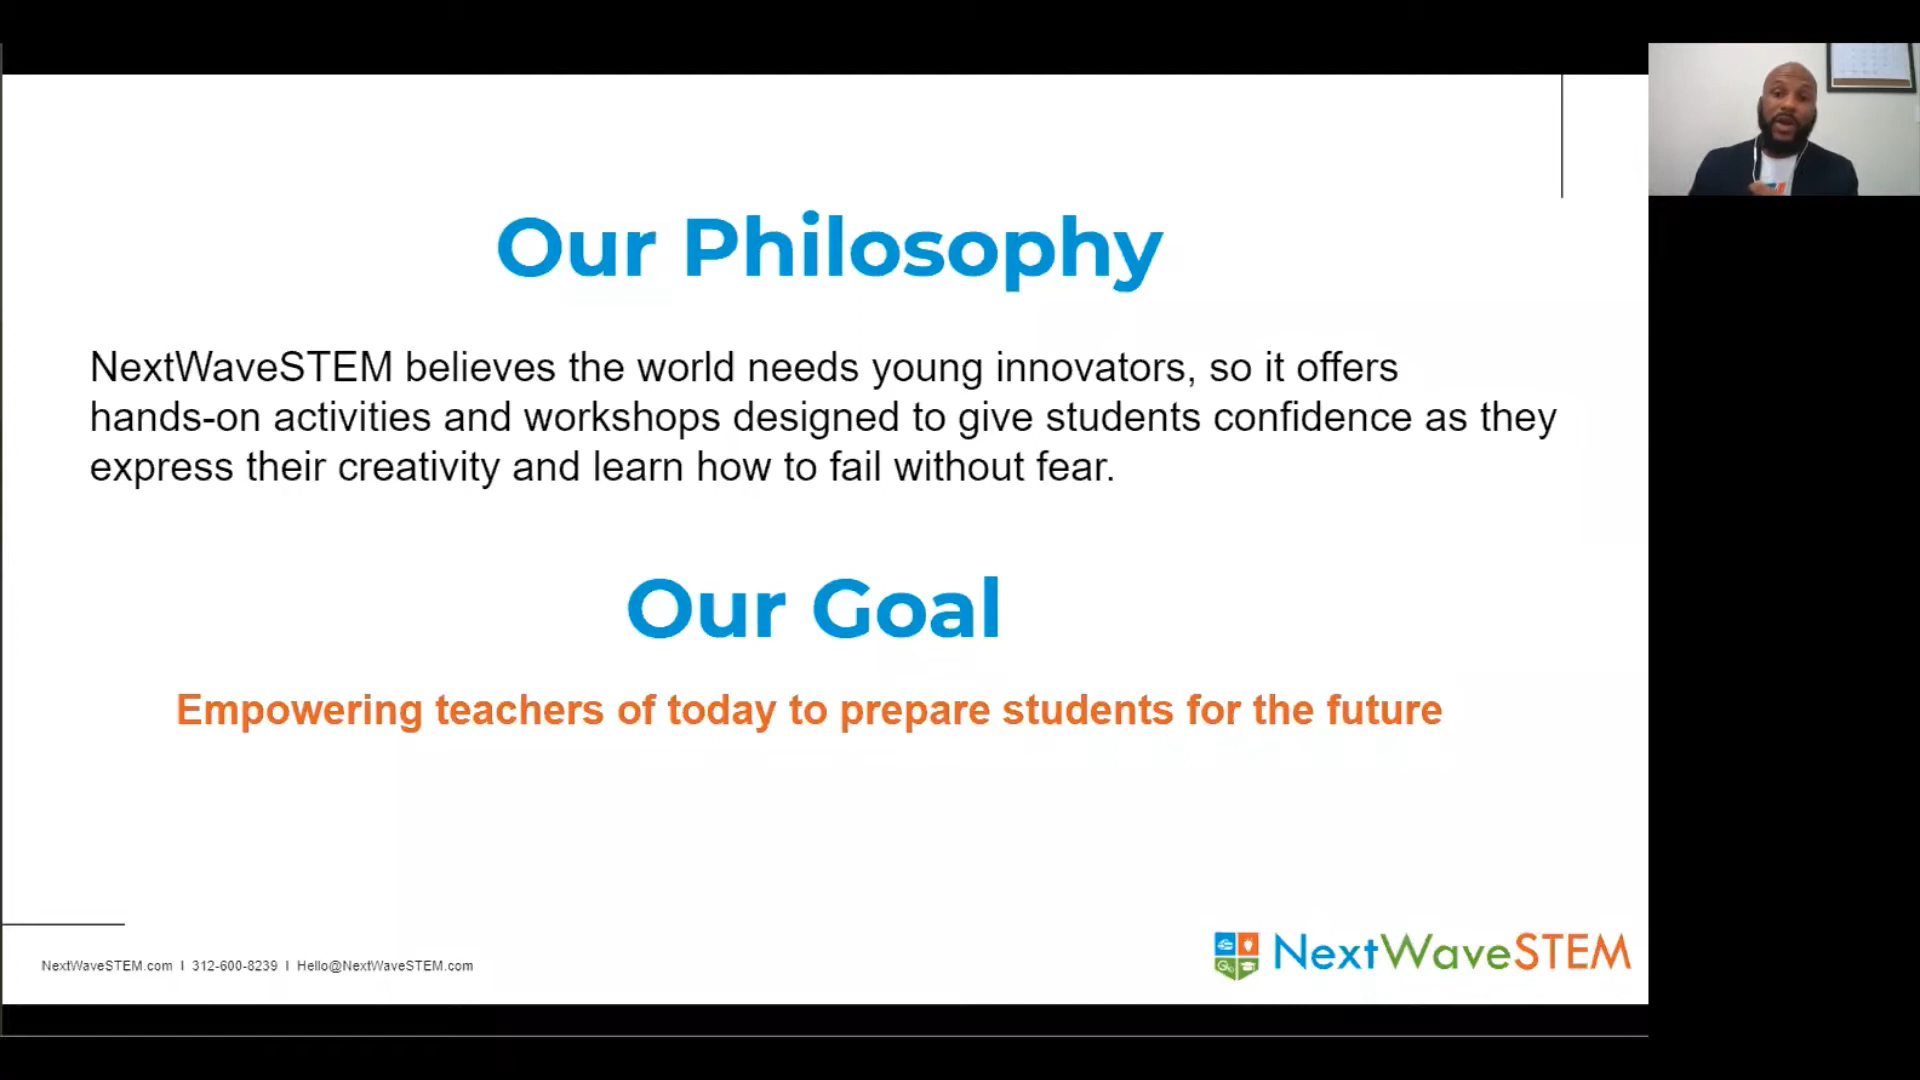 Our Philosophy
NextWaveSTEM believes the world needs young innovators, so it offers
hands-on activities and workshops designed to give students confidence as they
express their creativity and learn how to fail without fear.
Our Goal
Empowering teachers of today to prepare students for the future
NextWaveSTEM.com I 312-600-8239 I Hello@NextWaveSTEM.com
NextWaveSTEM